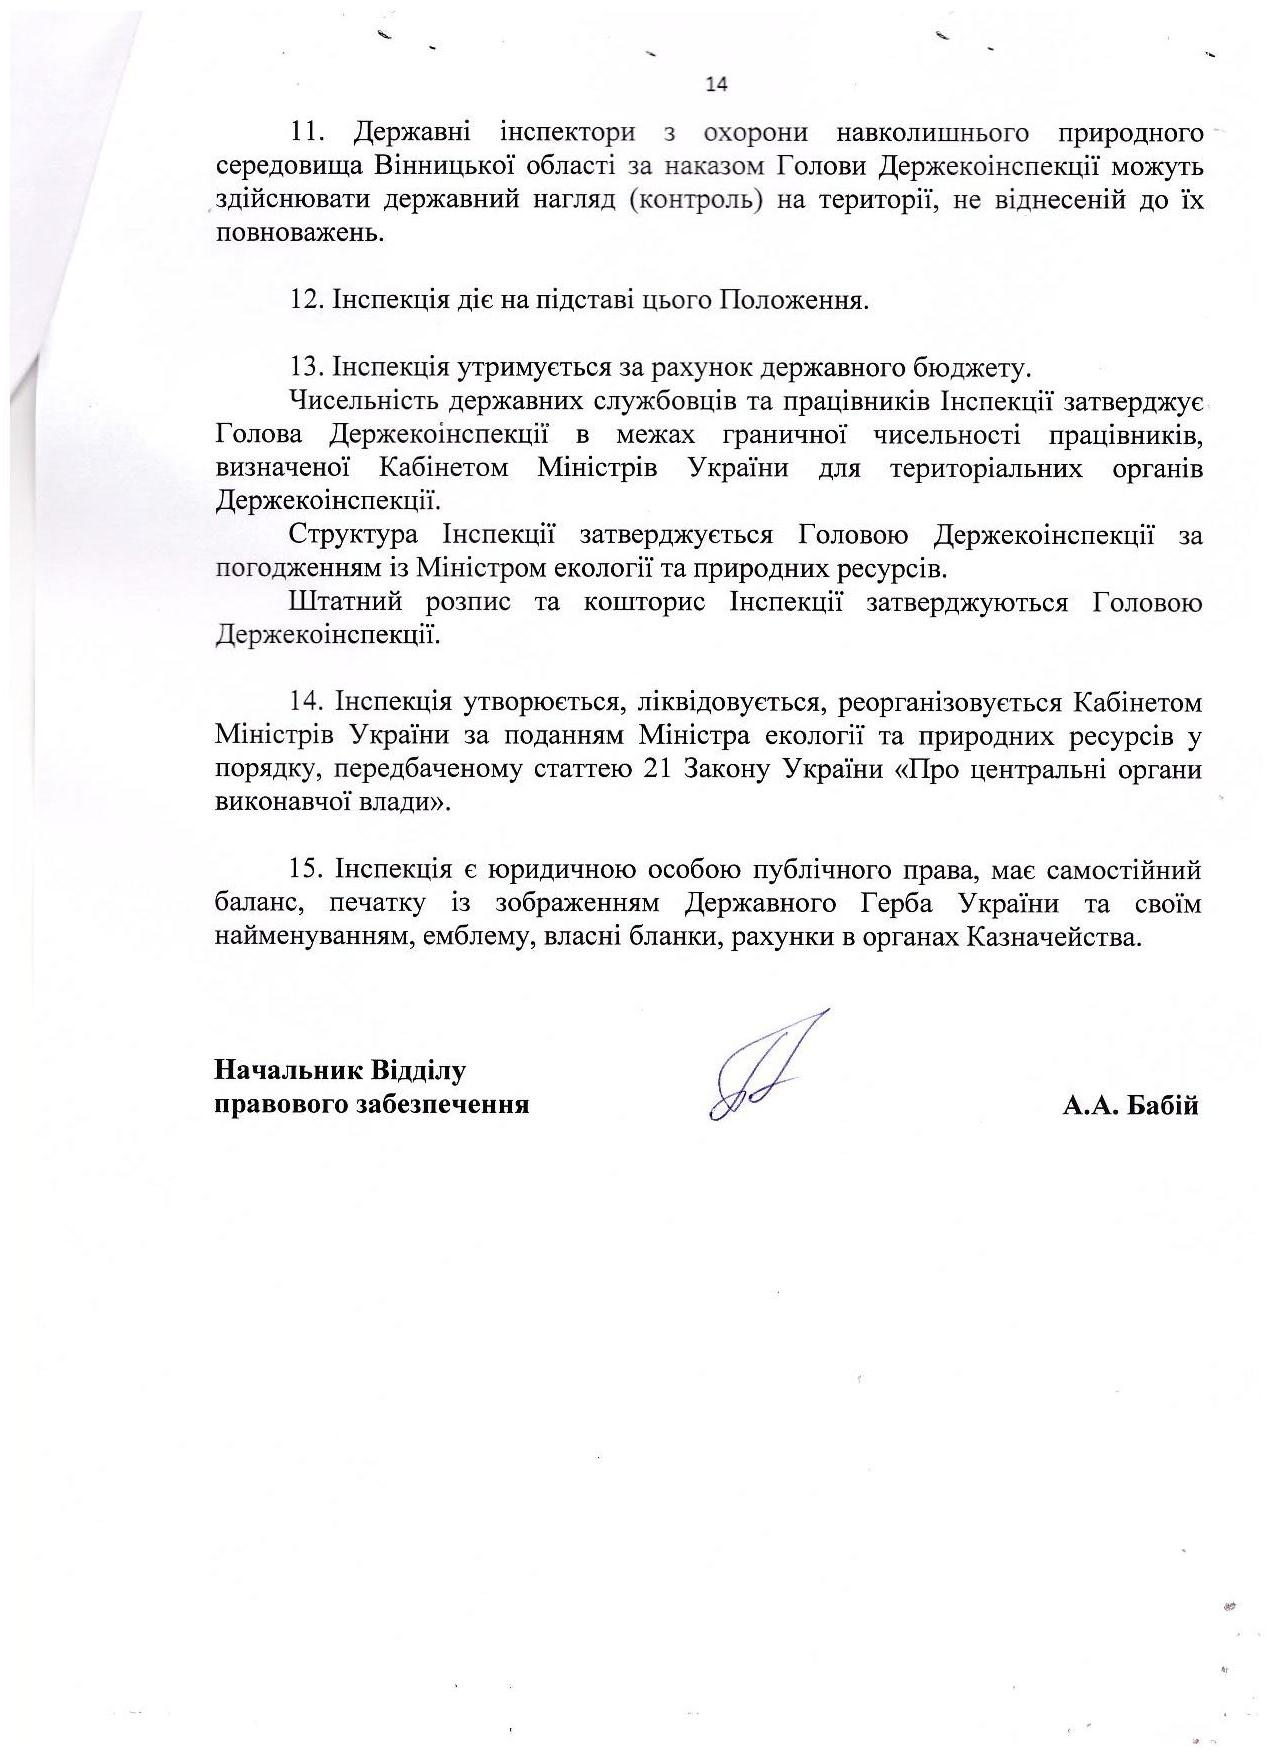 14
11. Державні інспектори з охорони навколишнього природного
середовища Вінницької області за наказом Голови Держекоінспекції можуть
здійснювати державний нагляд (контроль) на території, не віднесеній до їх
повноважень.
12. Інспекція діє на підставі цього Положення.
13. Інспекція утримується за рахунок державного бюджету.
Чисельність державних службовців та працівників Інспекції затверджує
Голова Держекоінспекції в межах граничної чисельності працівників,
визначеної Кабінетом Міністрів України для територіальних органів
Держекоінспекції.
Структура Інспекції затверджується Головою Держекоінспекції за
погодженням із Міністром екології та природних ресурсів.
Штатний розпис та кошторис Інспекції затверджуються Головою
Держекоінспекції.
14. Інспекція утворюється, ліквідовується, реорганізовується Кабінетом
Міністрів України за поданням Міністра екології та природних ресурсів у
порядку, передбаченому статтею 21 Закону України «Про центральні органи
виконавчої влади».
15. Інспекція є юридичною особою публічного права, має самостійний
баланс, печатку із зображенням Державного Герба України та своїм
найменуванням, емблему, власні бланки, рахунки в органах Казначейства.
Начальник Відділу
правового забезпечення
А.А. Бабій